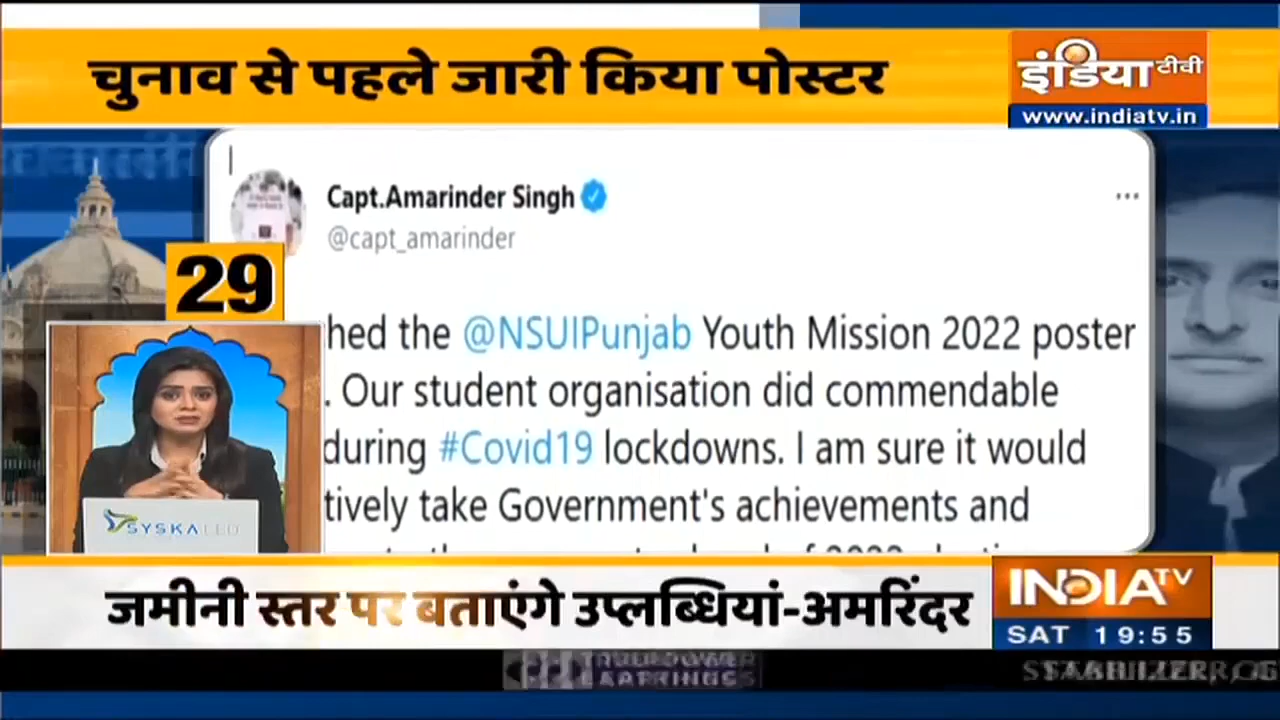 चुनाव से पहले जारी किया पोस्टर
इंडिया टीवी
www.indiatv.in
Capt.Amarinder Singh
@capt_amarinder
29
hed the @NSUIPunjab Youth Mission 2022 poster
. Our student organisation did commendable
during #Covid19 lockdowns. I am sure it would
tively take Government's achievements and
SYSKA LED
जमीनी स्तर पर बताएंगे उप्लब्धियां-अमरिंदर
INDIA TV
SAT 19:55